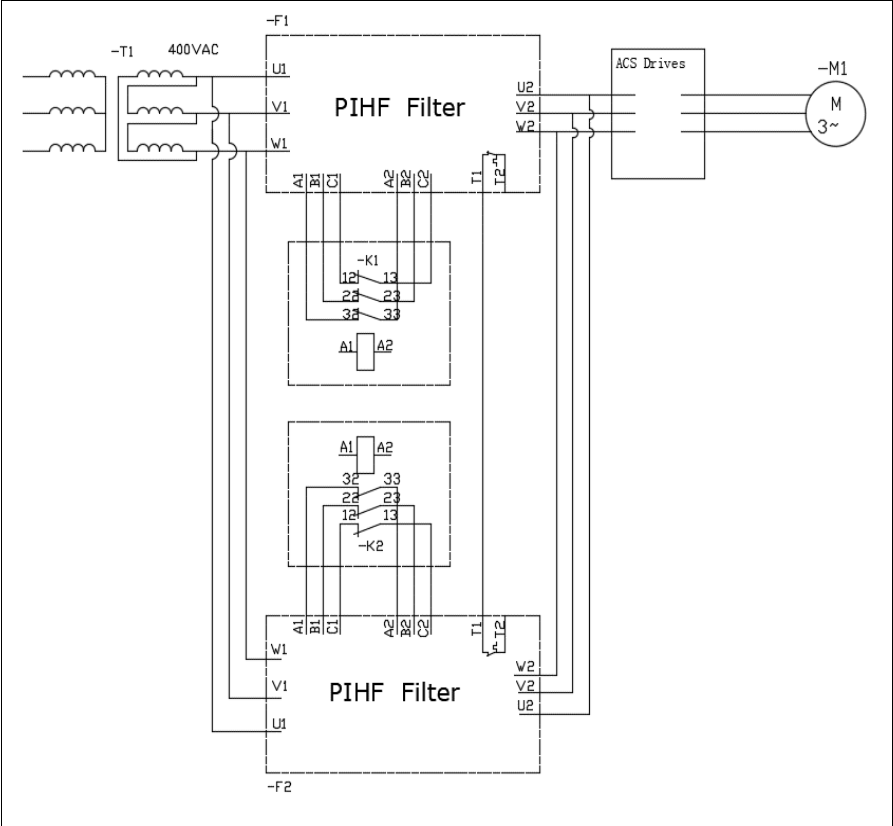 -F1
-T1 400VAC
U1
V1
W1
PIHF Filter
U2
V2
W2
ACS Drives
-M1
M
3~
A1 B1 C1 A2 B2 C2 T1 T2
-K1
12 13
22 23
32 33
A1 A2
A1 A2
32 33
22 23
12 13
-K2
A1 B1 C1 A2 B2 C2 T1 T2
W1
V1
U1
PIHF Filter
W2
V2
U2
-F2